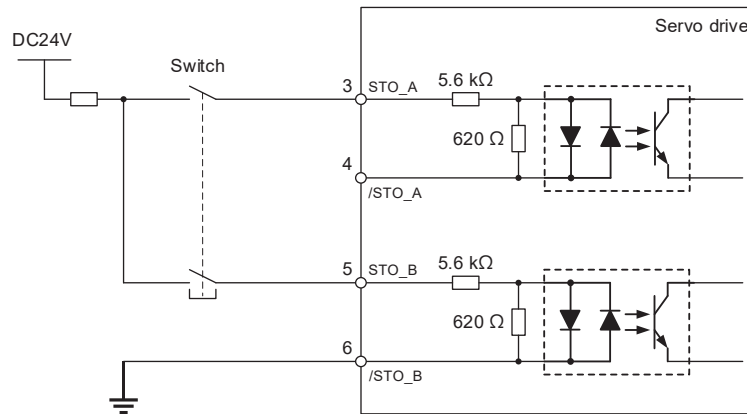 Servo drive
DC24V
Switch
3
STO_A
5.6 kΩ
620 Ω
4
/STO_A
5
STO_B
5.6 kΩ
620 Ω
6
/STO_B